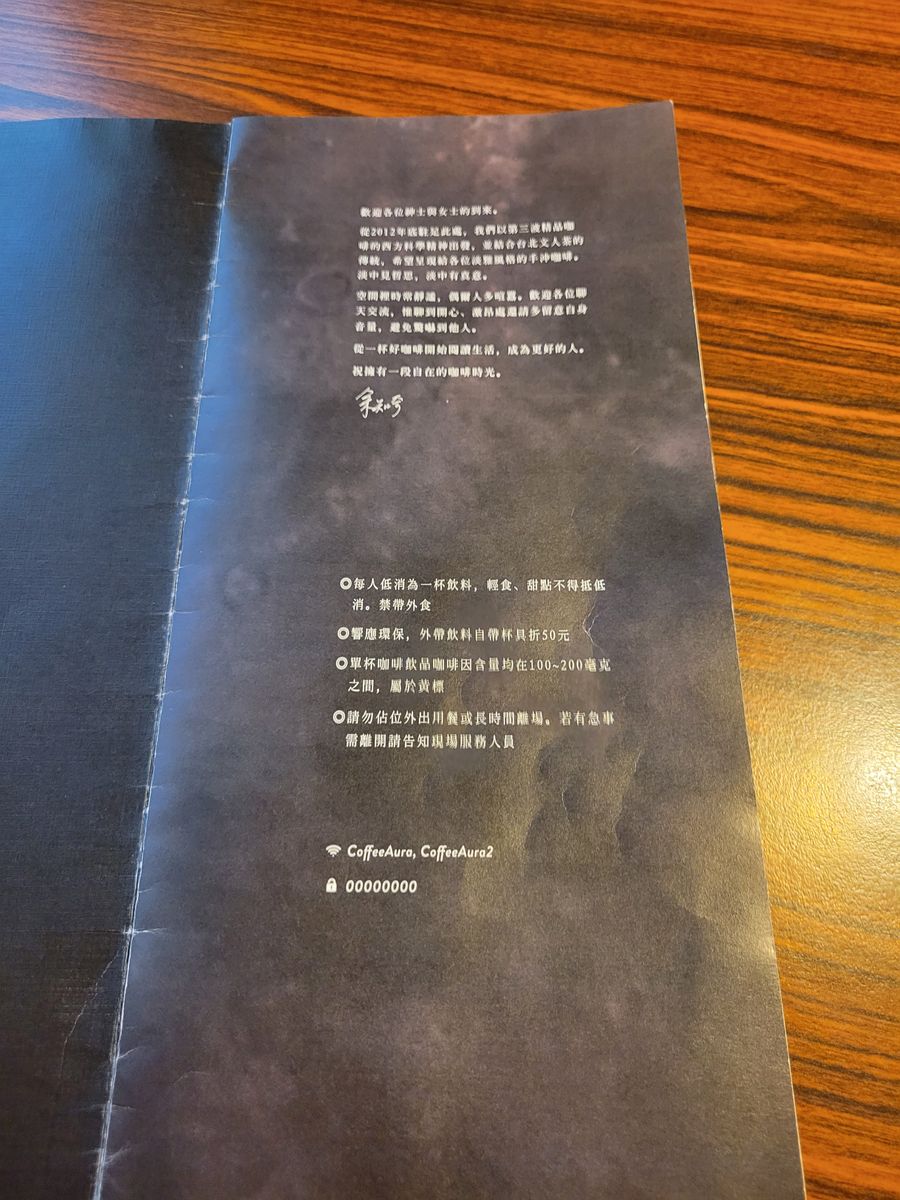 歡迎各位紳士與女士的到來。
從2012年底駐足此處，我們以第三波精品咖
啡的西方科學精神出發，並結合台北文人茶的
傳統，希望呈現給各位淡雅風格的手沖咖啡。
淡中見哲思，淡中有真意。
空間裡時常靜謐，偶爾人多喧囂。歡迎各位聊
天交流，惟聊到開心、激昂處還請多留意自身
音量，避免驚嚇到他人。
從一杯好咖啡開始閱讀生活，成為更好的人。
祝擁有一段自在的咖啡時光。
余知奇
◎每人低消為一杯飲料，輕食、甜點不得抵低
消。禁帶外食
◎響應環保，外帶飲料自帶杯具折50元
◎單杯咖啡飲品咖啡因含量均在100~200毫克
之間，屬於黃標
◎請勿佔位外出用餐或長時間離場。若有急事
需離開請告知現場服務人員
CoffeeAura, CoffeeAura2
00000000